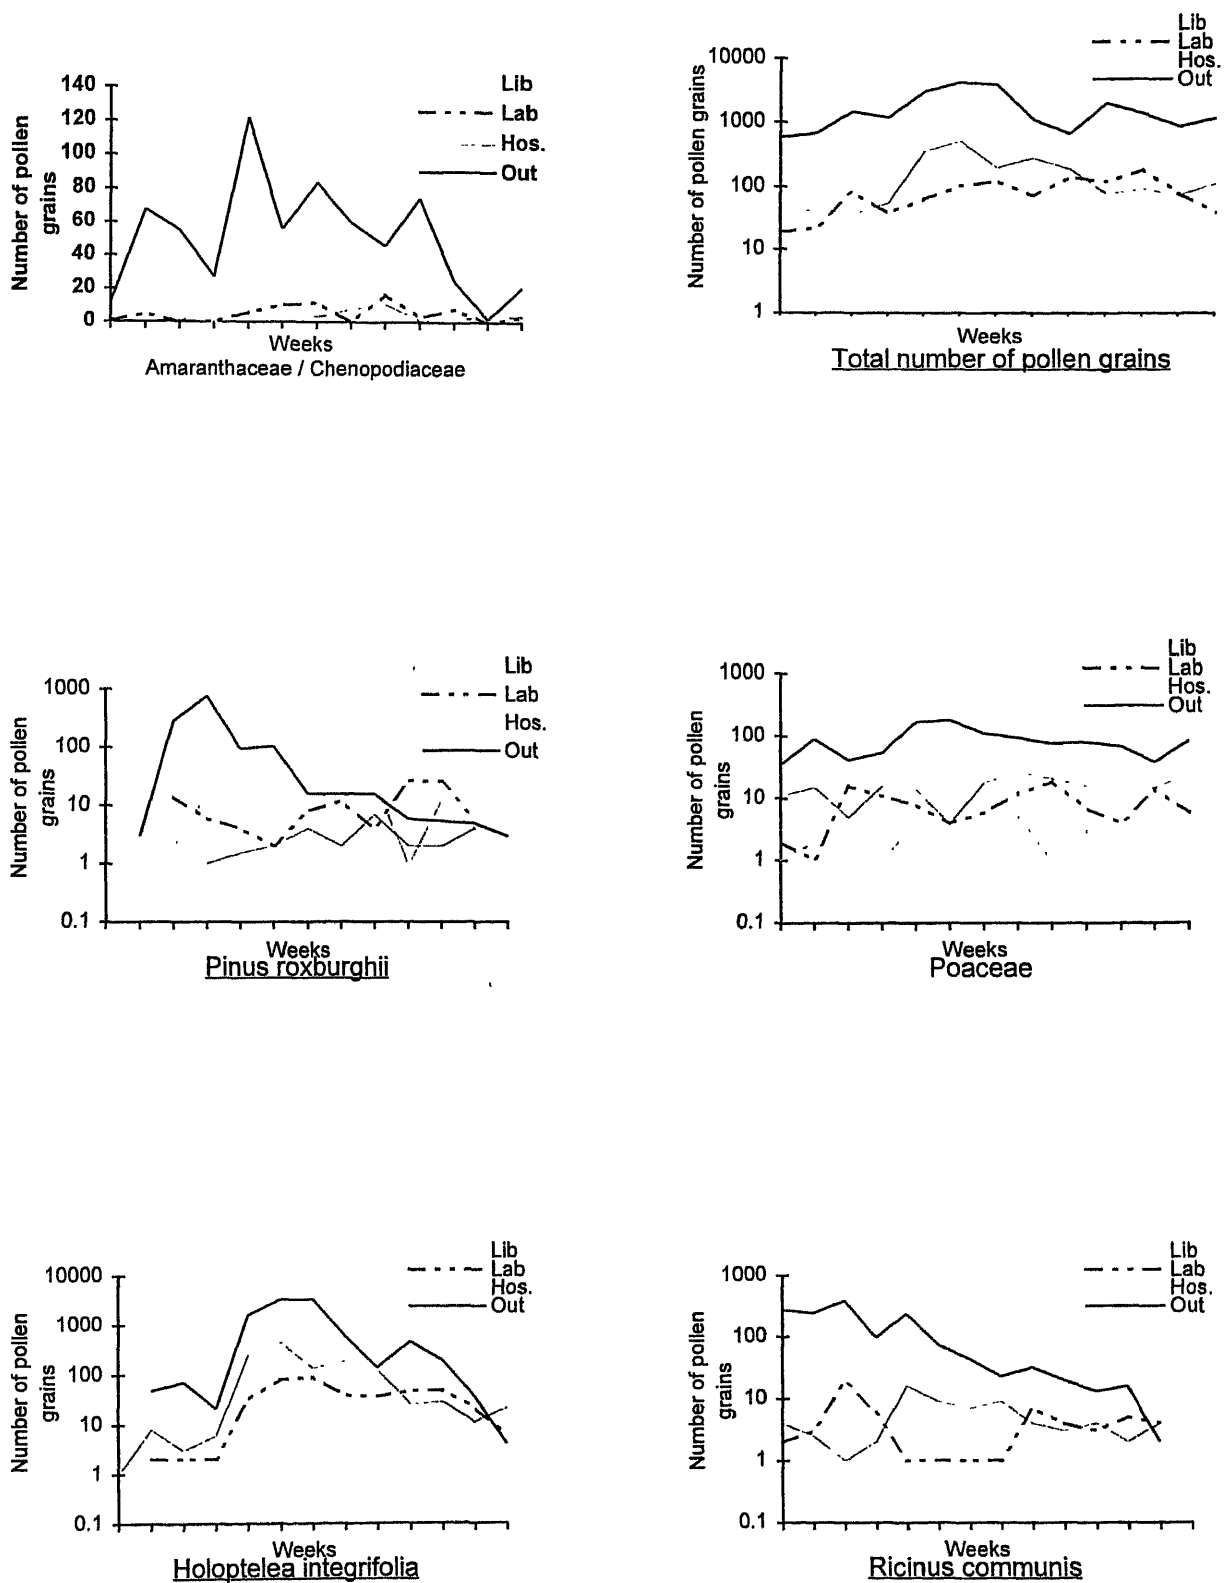 Number of pollen
grains
140
120
100
80
60
40
20
0
Lib
Lab
Hos.
Out
Weeks
Amaranthaceae / Chenopodiaceae
Number of pollen grains
10000
1000
100
10
1
Lib
Lab
Hos.
Out
Weeks
Total number of pollen grains
Number of pollen
grains
1000
100
10
1
0.1
Lib
Lab
Hos.
Out
Weeks
Pinus roxburghii
Number of pollen
grains
1000
100
10
1
0.1
Lib
Lab
Hos.
Out
Weeks
Poaceae
Number of pollen
grains
10000
1000
100
10
1
0.1
Lib
Lab
Hos.
Out
Weeks
Holoptelea integrifolia
Number of pollen
grains
1000
100
10
1
0.1
Lib
Lab
Hos.
Out
Weeks
Ricinus communis